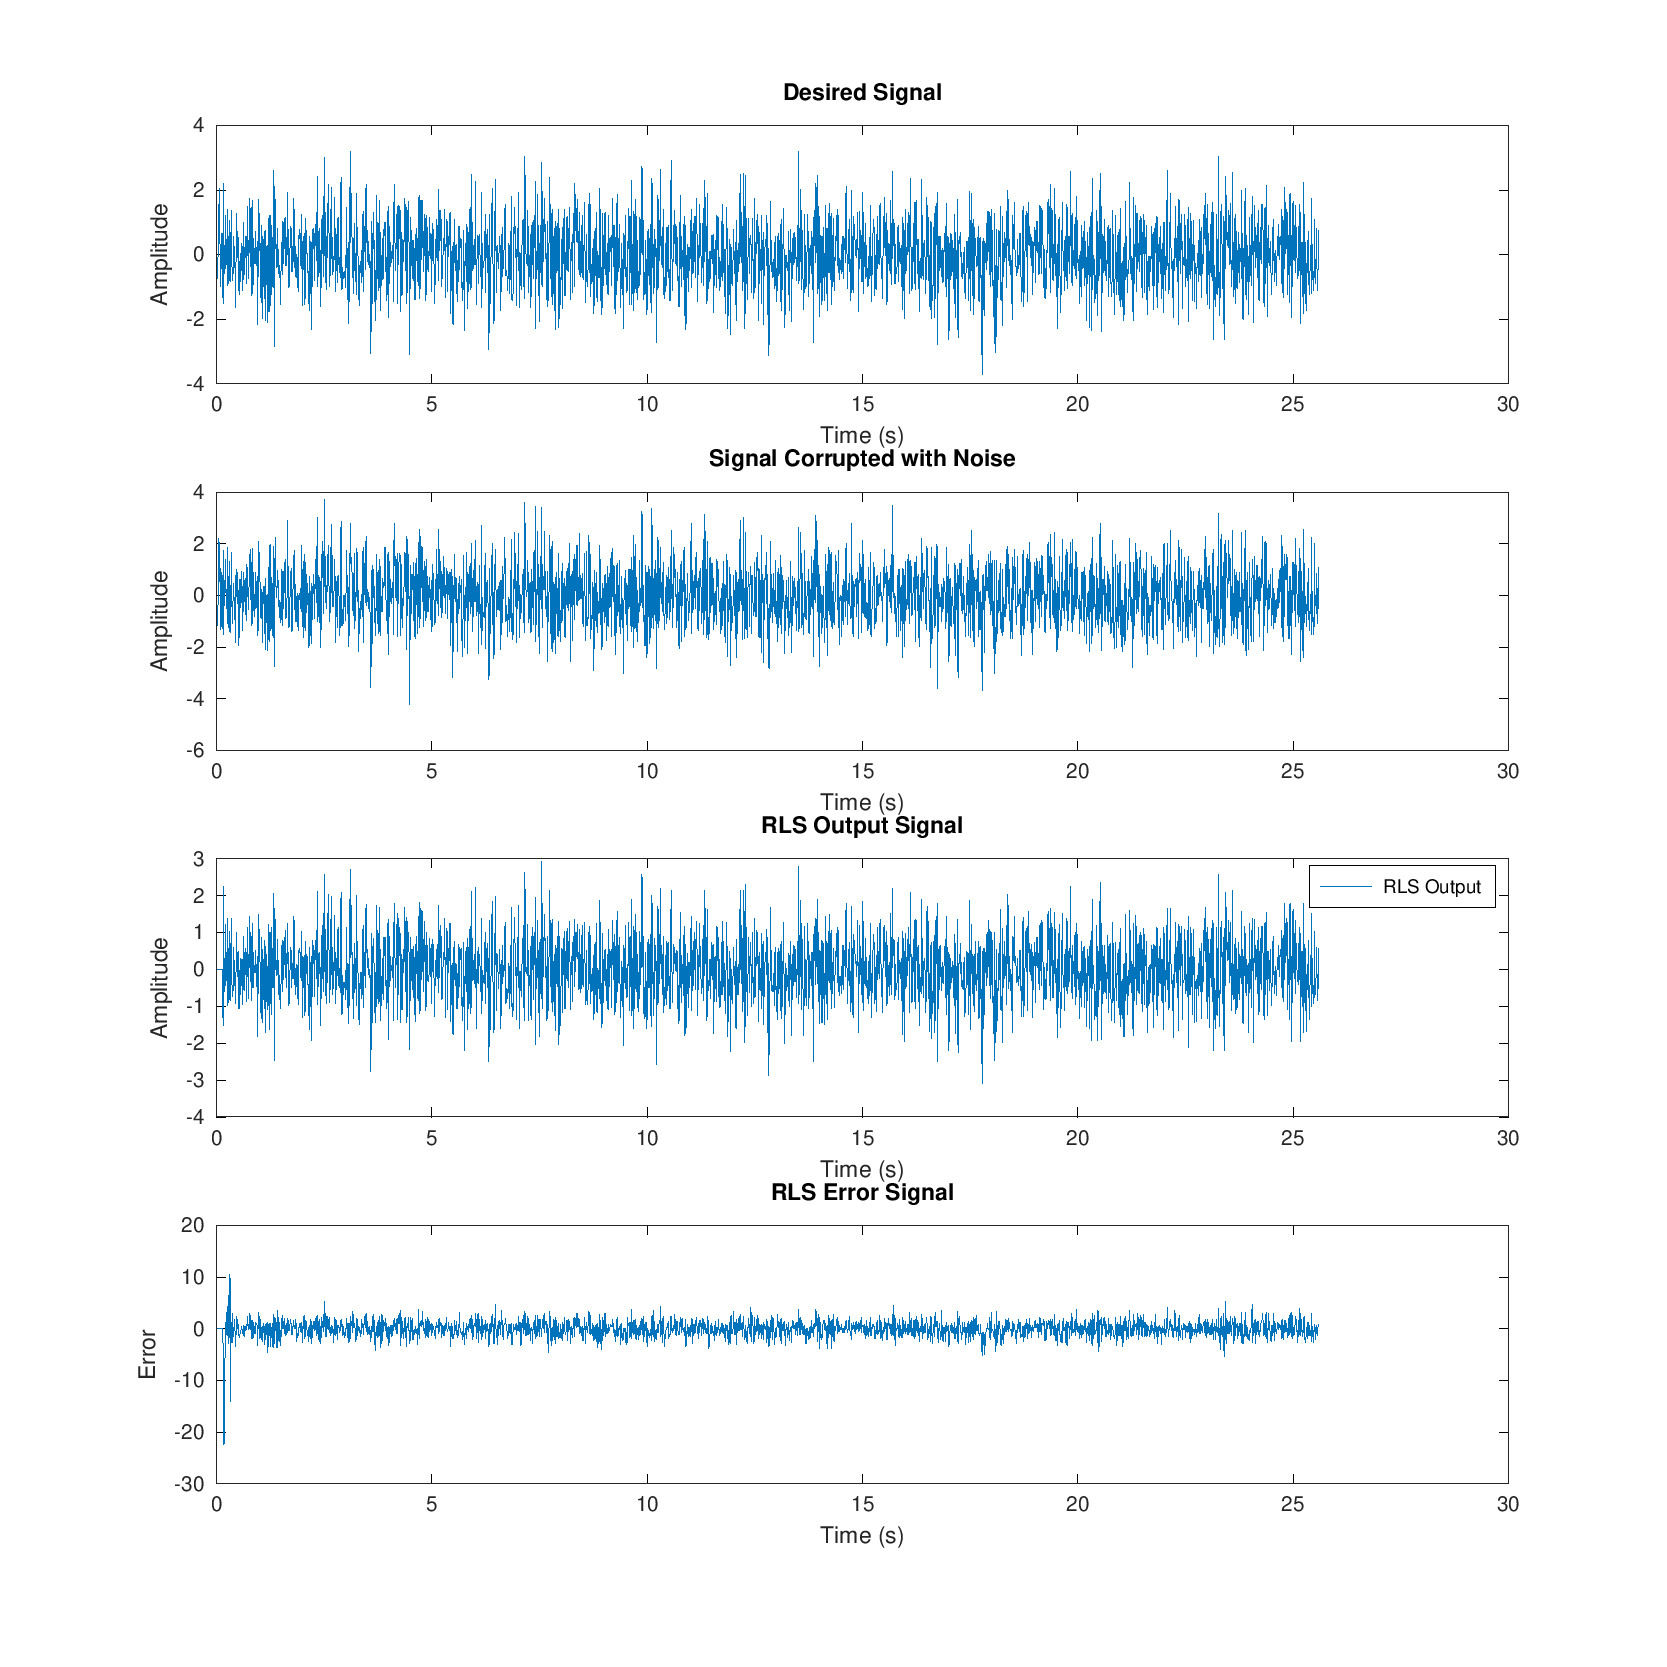 Desired Signal
4
2
0
-2
-4
Amplitude
0 5 10 15 20 25 30
Time (s)
Signal Corrupted with Noise
4
2
0
-2
-4
-6
Amplitude
0 5 10 15 20 25 30
Time (s)
RLS Output Signal
3
2
1
0
-1
-2
-3
-4
Amplitude
RLS Output
0 5 10 15 20 25 30
Time (s)
RLS Error Signal
20
10
0
-10
-20
-30
Error
0 5 10 15 20 25 30
Time (s)